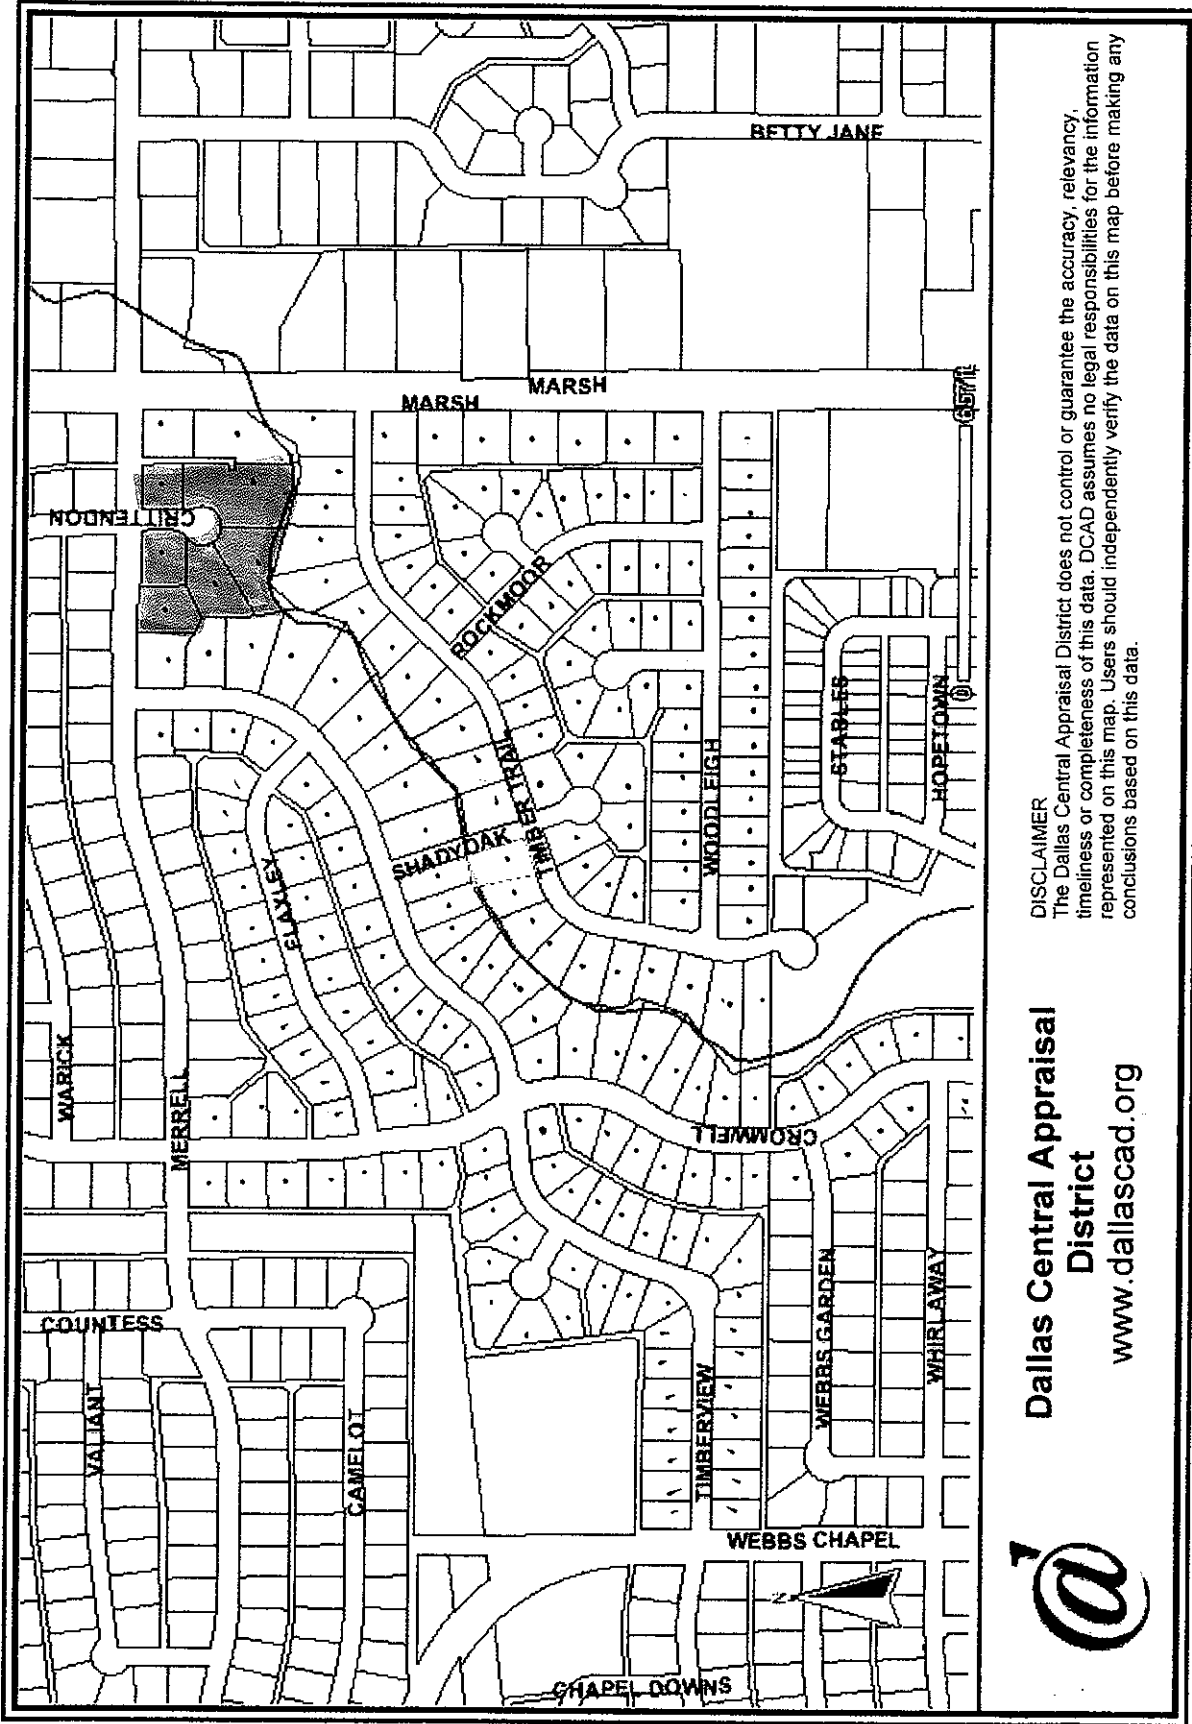 WARICK
MERRELL
COUNTESS
VALIANT
CAMELOT
FLAXLEY
CRITTENDON
SHADYOAK
TIMBER TRAIL
ROCKMOOR
MARSH
MARSH
BETTY JANE
WOODLEIGH
STABLES
HOPETOWN
CROMWELL
WEBBS GARDEN
WHIRLAWAY
TIMBERVIEW
WEBBS CHAPEL
CHAPEL DOWNS
N
0
Dallas Central Appraisal
District
www.dallascad.org
DISCLAIMER
The Dallas Central Appraisal District does not control or guarantee the accuracy, relevancy,
timeliness or completeness of this data. DCAD assumes no legal responsibilities for the information
represented on this map. Users should independently verify the data on this map before making any
conclusions based on this data.